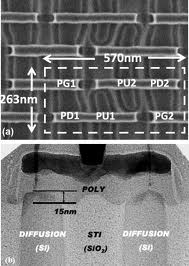 570nm
PG1 PU2 PD2
263nm
PD1 PU1 PG2
(a)
POLY
15nm
DIFFUSION STI DIFFUSION
(Si) (SiO2) (Si)
(b)